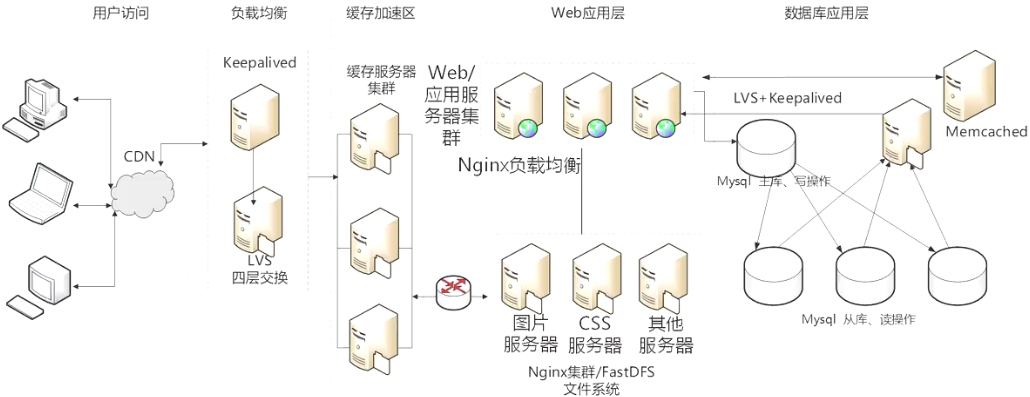 用户访问
负载均衡
缓存加速区
Web应用层
数据库应用层
Keepalived
缓存服务器
集群
Web/
应用服
务器集
群
LVS+Keepalived
Memcached
CDN
Nginx负载均衡
Mysql 主库、写操作
LVS
四层交换
图片
服务器
CSS
服务器
其他
服务器
Mysql 从库、读操作
Nginx集群/FastDFS
文件系统